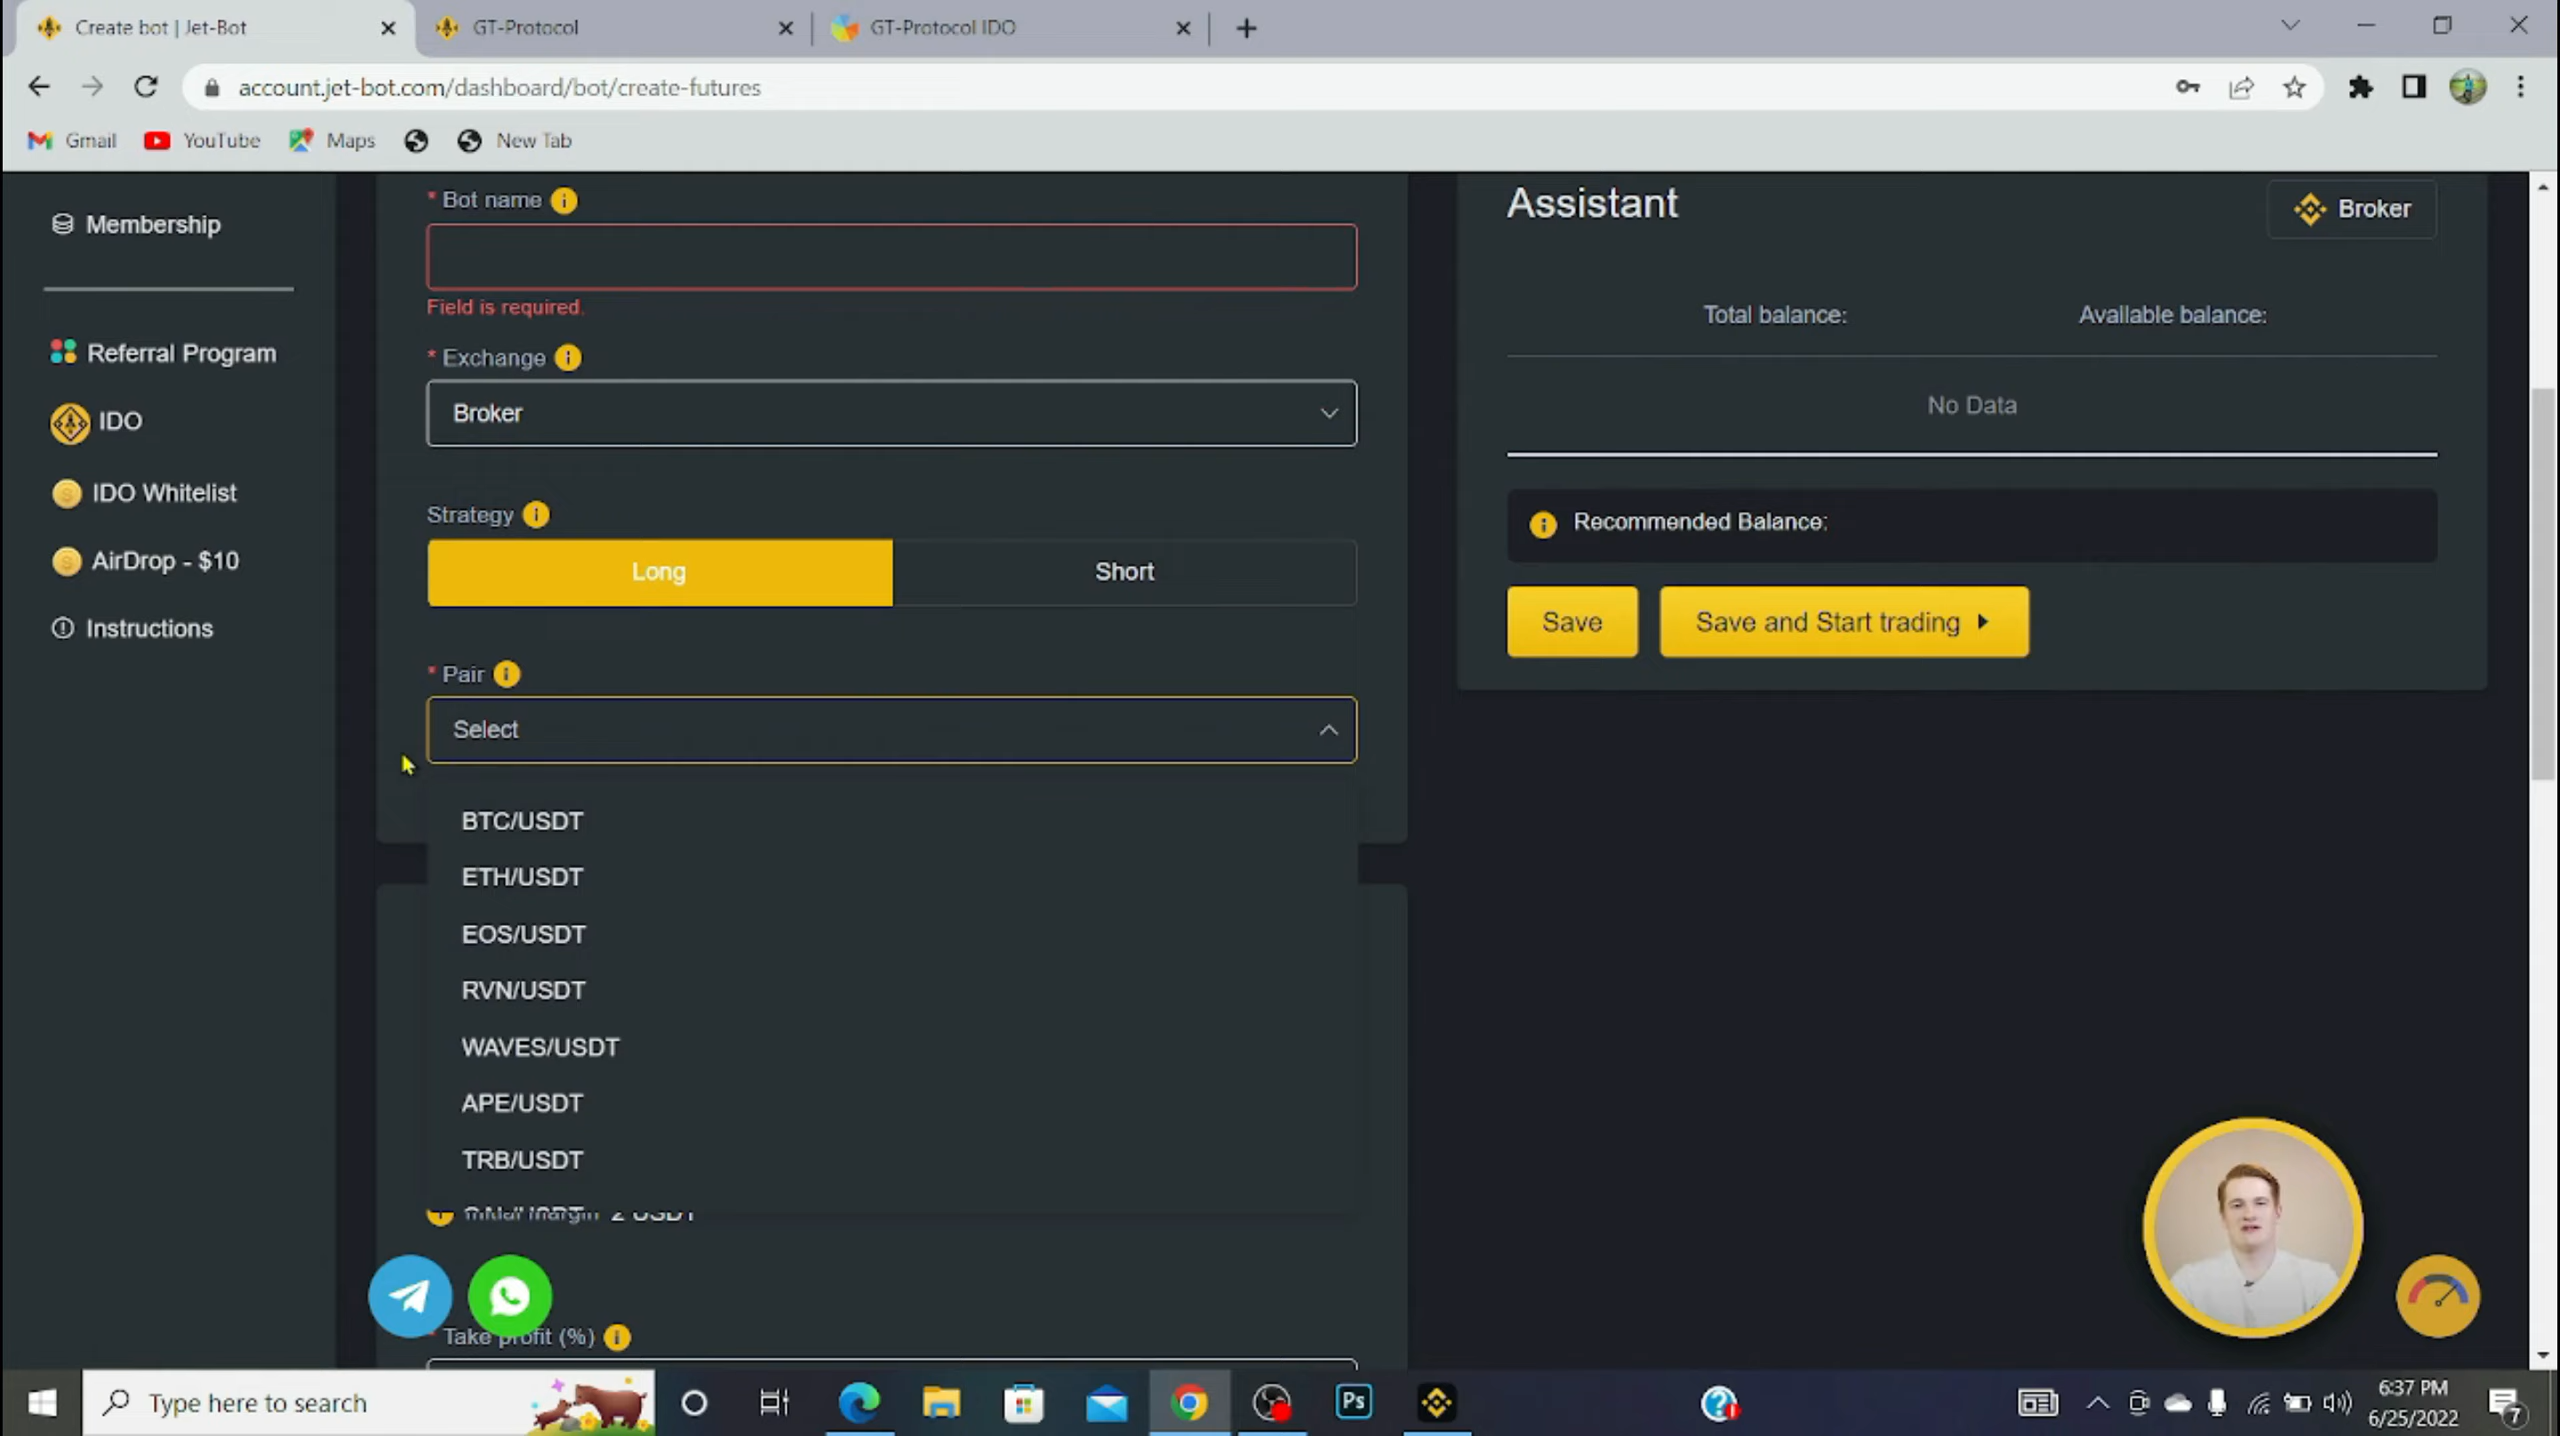 Create bot | Jet-Bot
GT-Protocol
GT-Protocol IDO
account.jet-bot.com/dashboard/bot/create-futures
Gmail
YouTube
Maps
New Tab
Membership
Referral Program
IDO
IDO Whitelist
AirDrop - $10
Instructions
* Bot name
Field is required.
* Exchange
Broker
Strategy
Long
Short
* Pair
Select
BTC/USDT
ETH/USDT
EOS/USDT
RVN/USDT
WAVES/USDT
APE/USDT
TRB/USDT
2 USDT
* Take profit (%)
Assistant
Broker
Total balance:
Available balance:
No Data
Recommended Balance:
Save
Save and Start trading
Type here to search
Ps
6:37 PM
6/25/2022
7